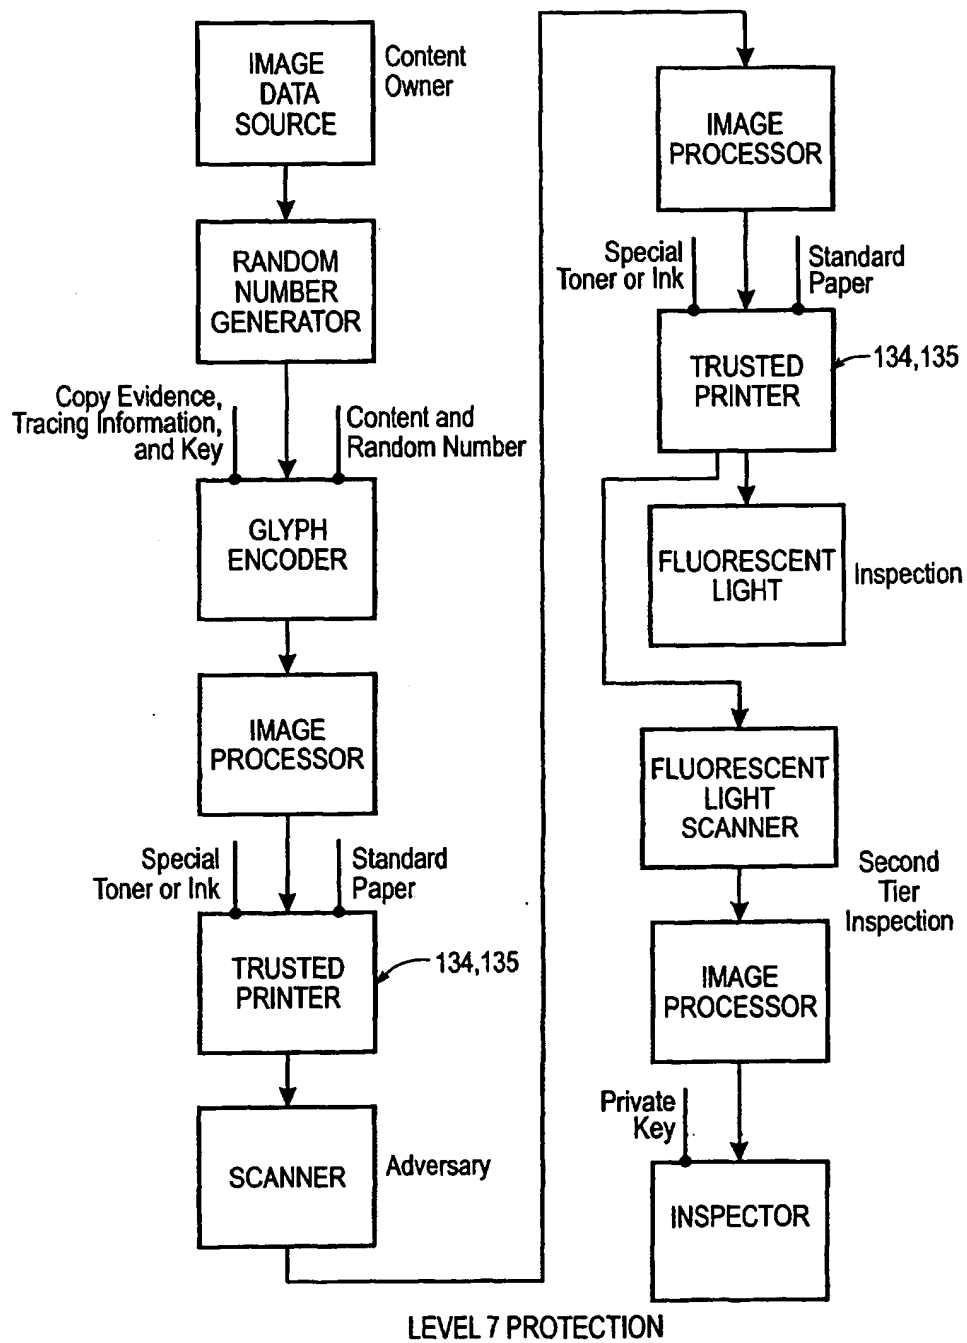 IMAGE
DATA
SOURCE
Content
Owner
RANDOM
NUMBER
GENERATOR
Copy Evidence,
Tracing Information,
and Key
Content and
Random Number
GLYPH
ENCODER
IMAGE
PROCESSOR
Special
Toner or Ink
Standard
Paper
TRUSTED
PRINTER
134,135
SCANNER
Adversary
IMAGE
PROCESSOR
Special
Toner or Ink
Standard
Paper
TRUSTED
PRINTER
134,135
FLUORESCENT
LIGHT
Inspection
FLUORESCENT
LIGHT
SCANNER
Second
Tier
Inspection
IMAGE
PROCESSOR
Private
Key
INSPECTOR
LEVEL 7 PROTECTION